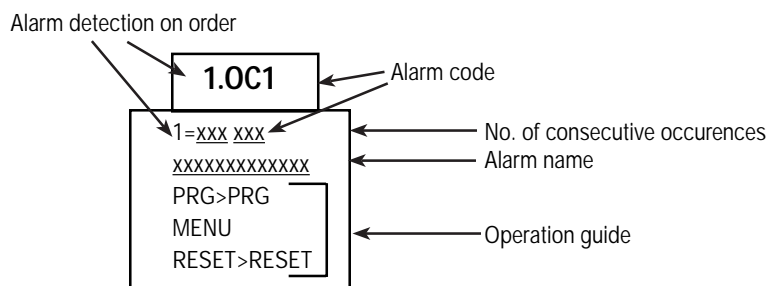 Alarm detection on order
1.OC1
Alarm code
1=xxx xxx
No. of consecutive occurences
xxxxxxxxxxxxx
Alarm name
PRG>PRG
MENU
Operation guide
RESET>RESET